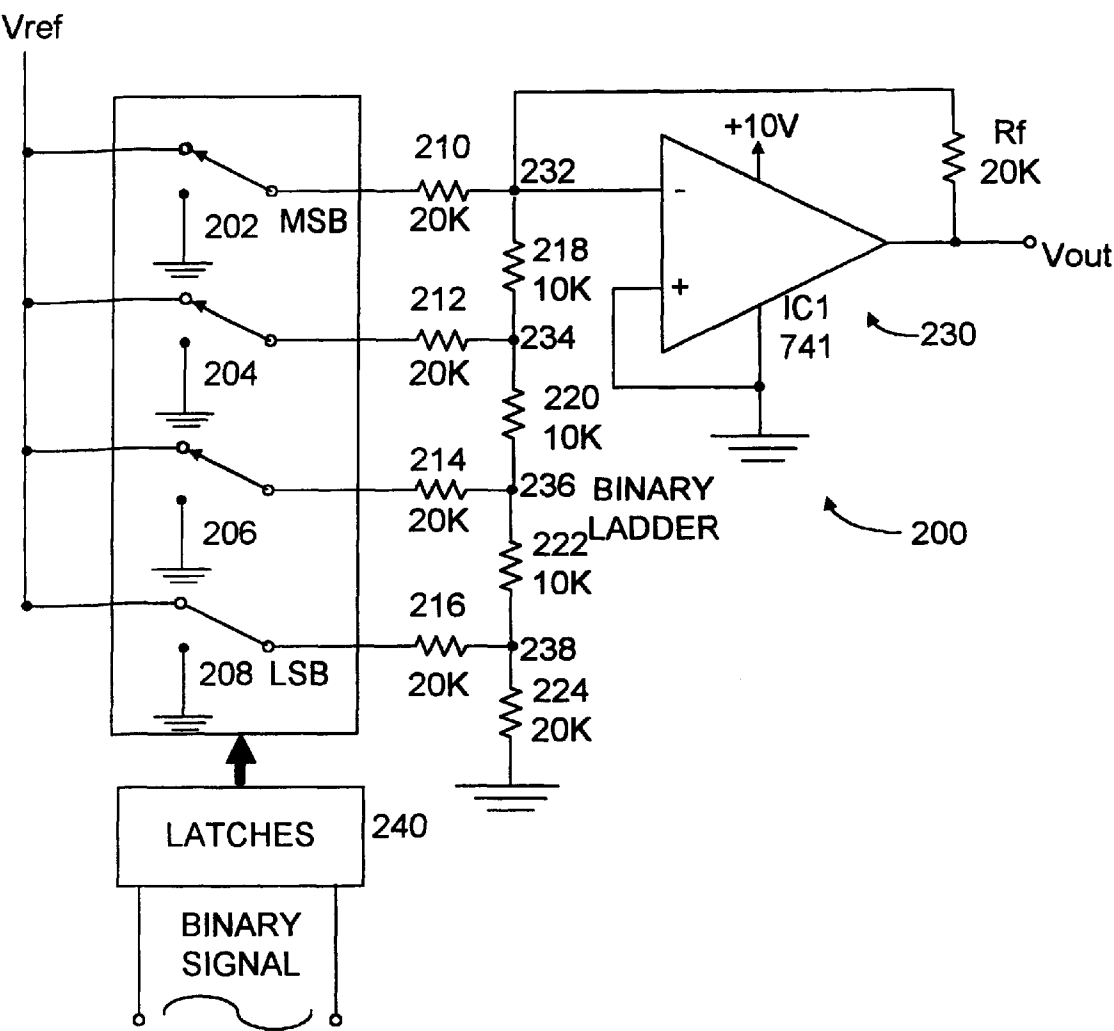 Vref
210
20K
232
+10V
Rf
20K
-
202 MSB
218
10K
Vout
212
20K
234
+
IC1
741
230
204
220
10K
214
20K
236
BINARY
LADDER
206
222
10K
200
216
20K
238
208 LSB
224
20K
LATCHES
240
BINARY
SIGNAL